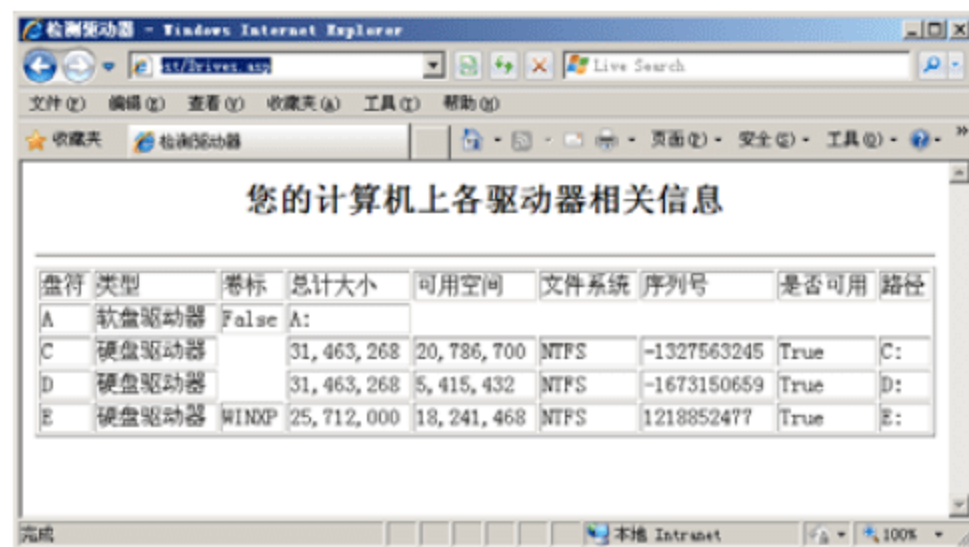 检测驱动器 - Windows Internet Explorer
st/Drives.asp
Live Search
文件(F) 编辑(E) 查看(V) 收藏夹(A) 工具(T) 帮助(H)
收藏夹 检测驱动器 页面(P) 安全(S) 工具(O)
您的计算机上各驱动器相关信息
盘符 类型 卷标 总计大小 可用空间 文件系统 序列号 是否可用 路径
A 软盘驱动器 False A:
C 硬盘驱动器 31,463,268 20,786,700 NTFS -1327563245 True C:
D 硬盘驱动器 31,463,268 5,415,432 NTFS -1673150659 True D:
E 硬盘驱动器 WINXP 25,712,000 18,241,468 NTFS 1218852477 True E:
完成 本地 Intranet 100%